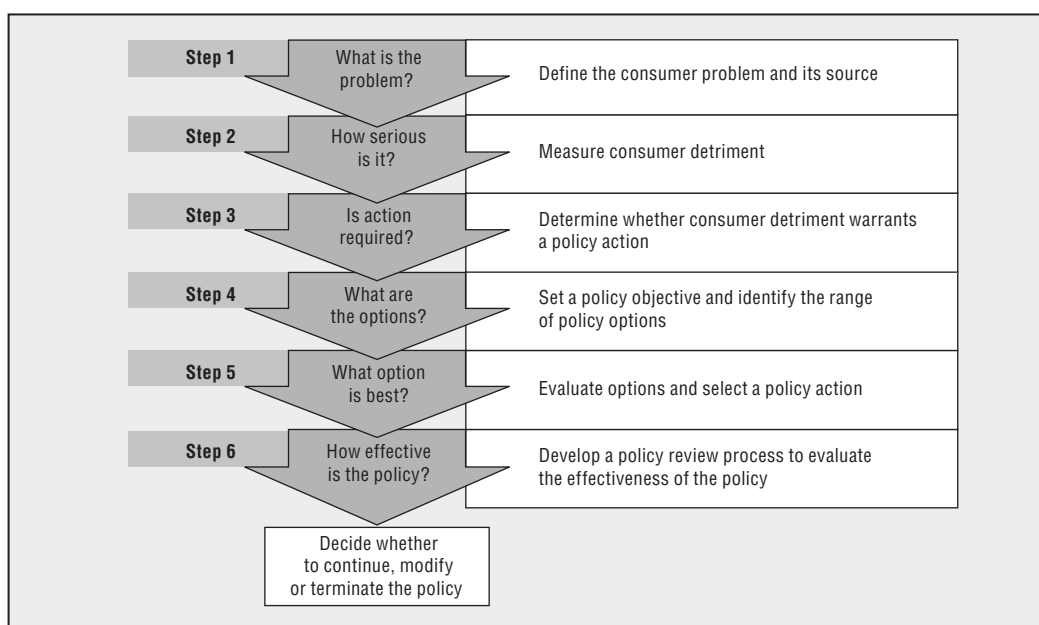 Step 1
What is the
problem?
Define the consumer problem and its source
Step 2
How serious
is it?
Measure consumer detriment
Step 3
Is action
required?
Determine whether consumer detriment warrants
a policy action
Step 4
What are
the options?
Set a policy objective and identify the range
of policy options
Step 5
What option
is best?
Evaluate options and select a policy action
Step 6
How effective
is the policy?
Develop a policy review process to evaluate
the effectiveness of the policy
Decide whether
to continue, modify
or terminate the policy